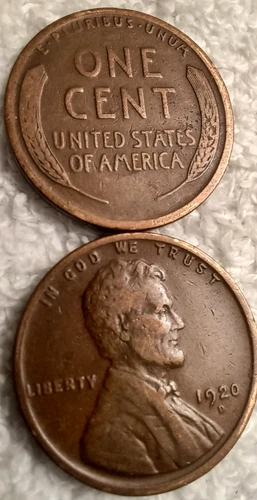 E·PLURIBUS·UNUM
ONE
CENT
UNITED STATES
OF AMERICA
IN GOD WE TRUST
LIBERTY
1920
D